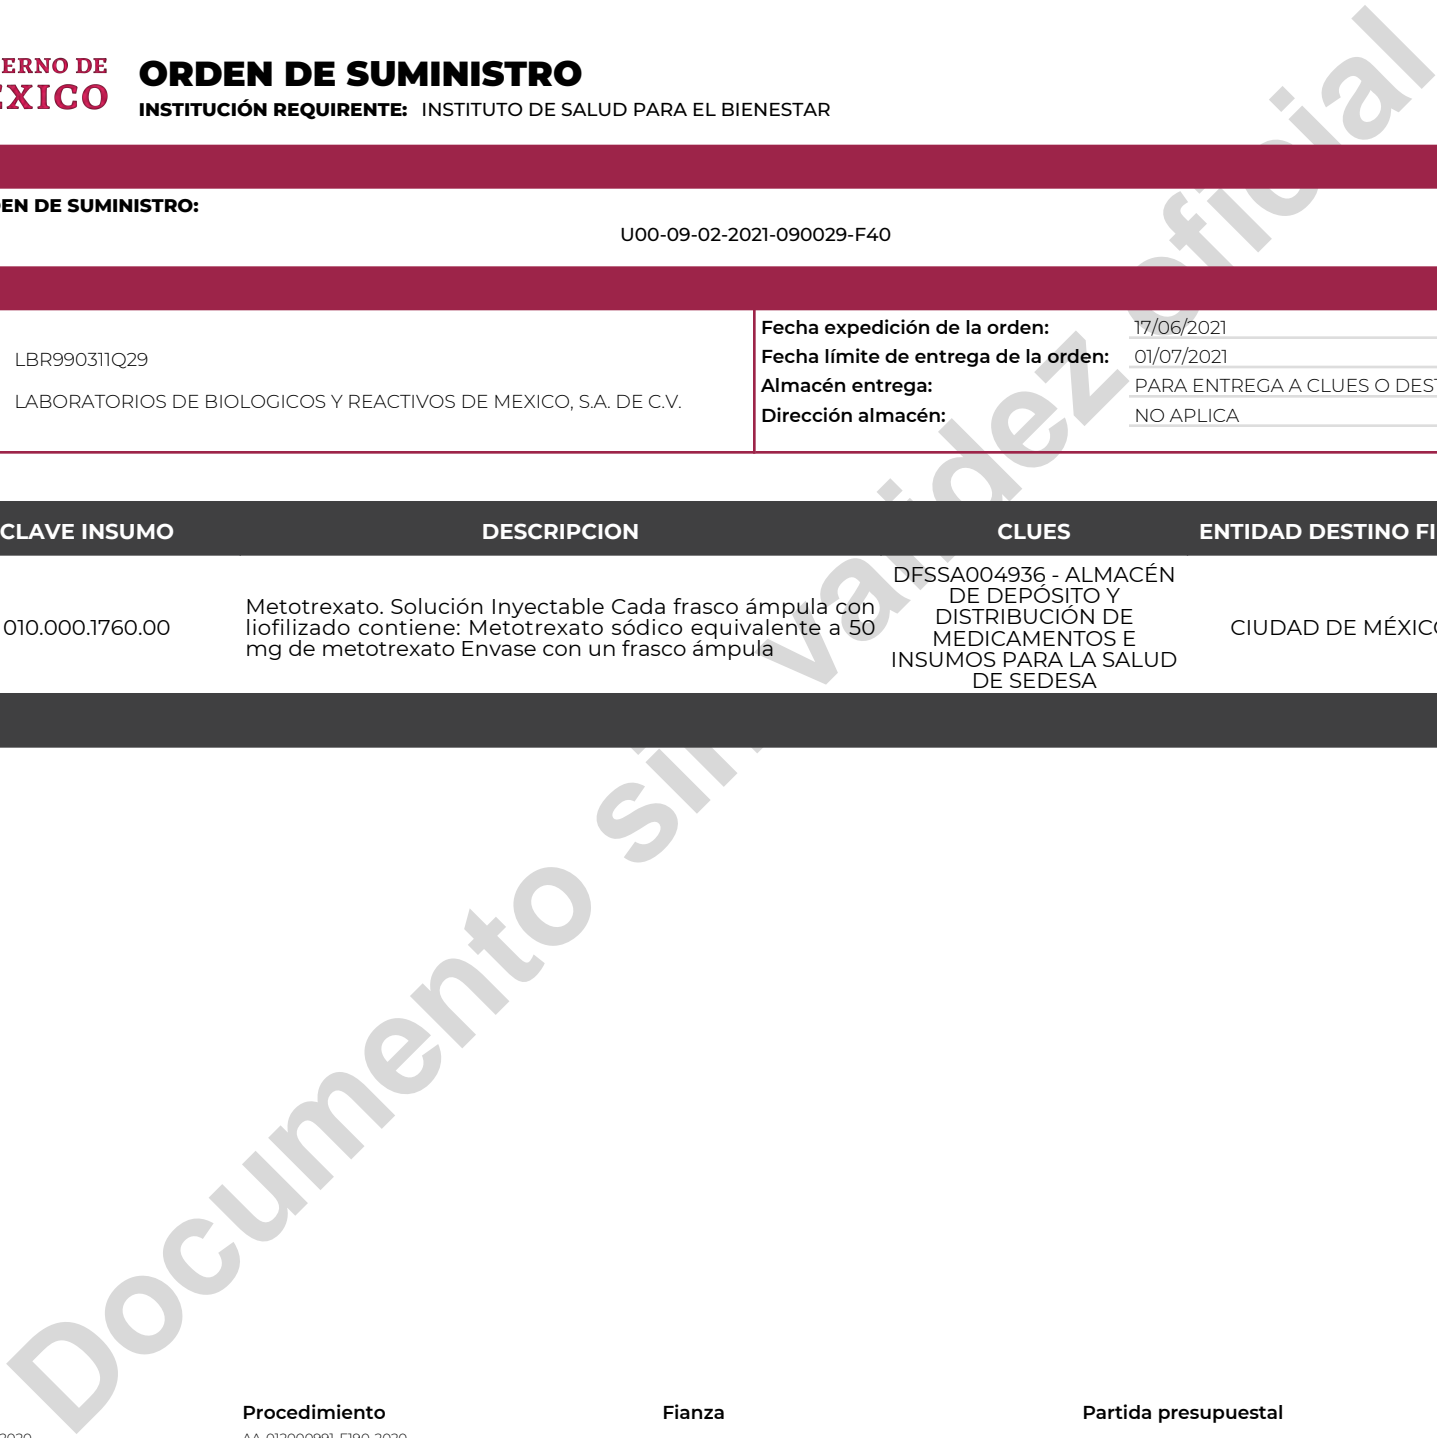 ERNO DE
EXICO
ORDEN DE SUMINISTRO
INSTITUCIÓN REQUIRENTE: INSTITUTO DE SALUD PARA EL BIENESTAR
EN DE SUMINISTRO:
U00-09-02-2021-090029-F40
LBR990311Q29
LABORATORIOS DE BIOLOGICOS Y REACTIVOS DE MEXICO, S.A. DE C.V.
Fecha expedición de la orden: 17/06/2021
Fecha límite de entrega de la orden: 01/07/2021
Almacén entrega: PARA ENTREGA A CLUES O DEST
Dirección almacén: NO APLICA
CLAVE INSUMO DESCRIPCION CLUES ENTIDAD DESTINO FI
010.000.1760.00
Metotrexato. Solución Inyectable Cada frasco ámpula con
liofilizado contiene: Metotrexato sódico equivalente a 50
mg de metotrexato Envase con un frasco ámpula
DFSSA004936 - ALMACÉN
DE DEPÓSITO Y
DISTRIBUCIÓN DE
MEDICAMENTOS E
INSUMOS PARA LA SALUD
DE SEDESA
CIUDAD DE MÉXICO
Documento sin validez oficial
Procedimiento Fianza Partida presupuestal